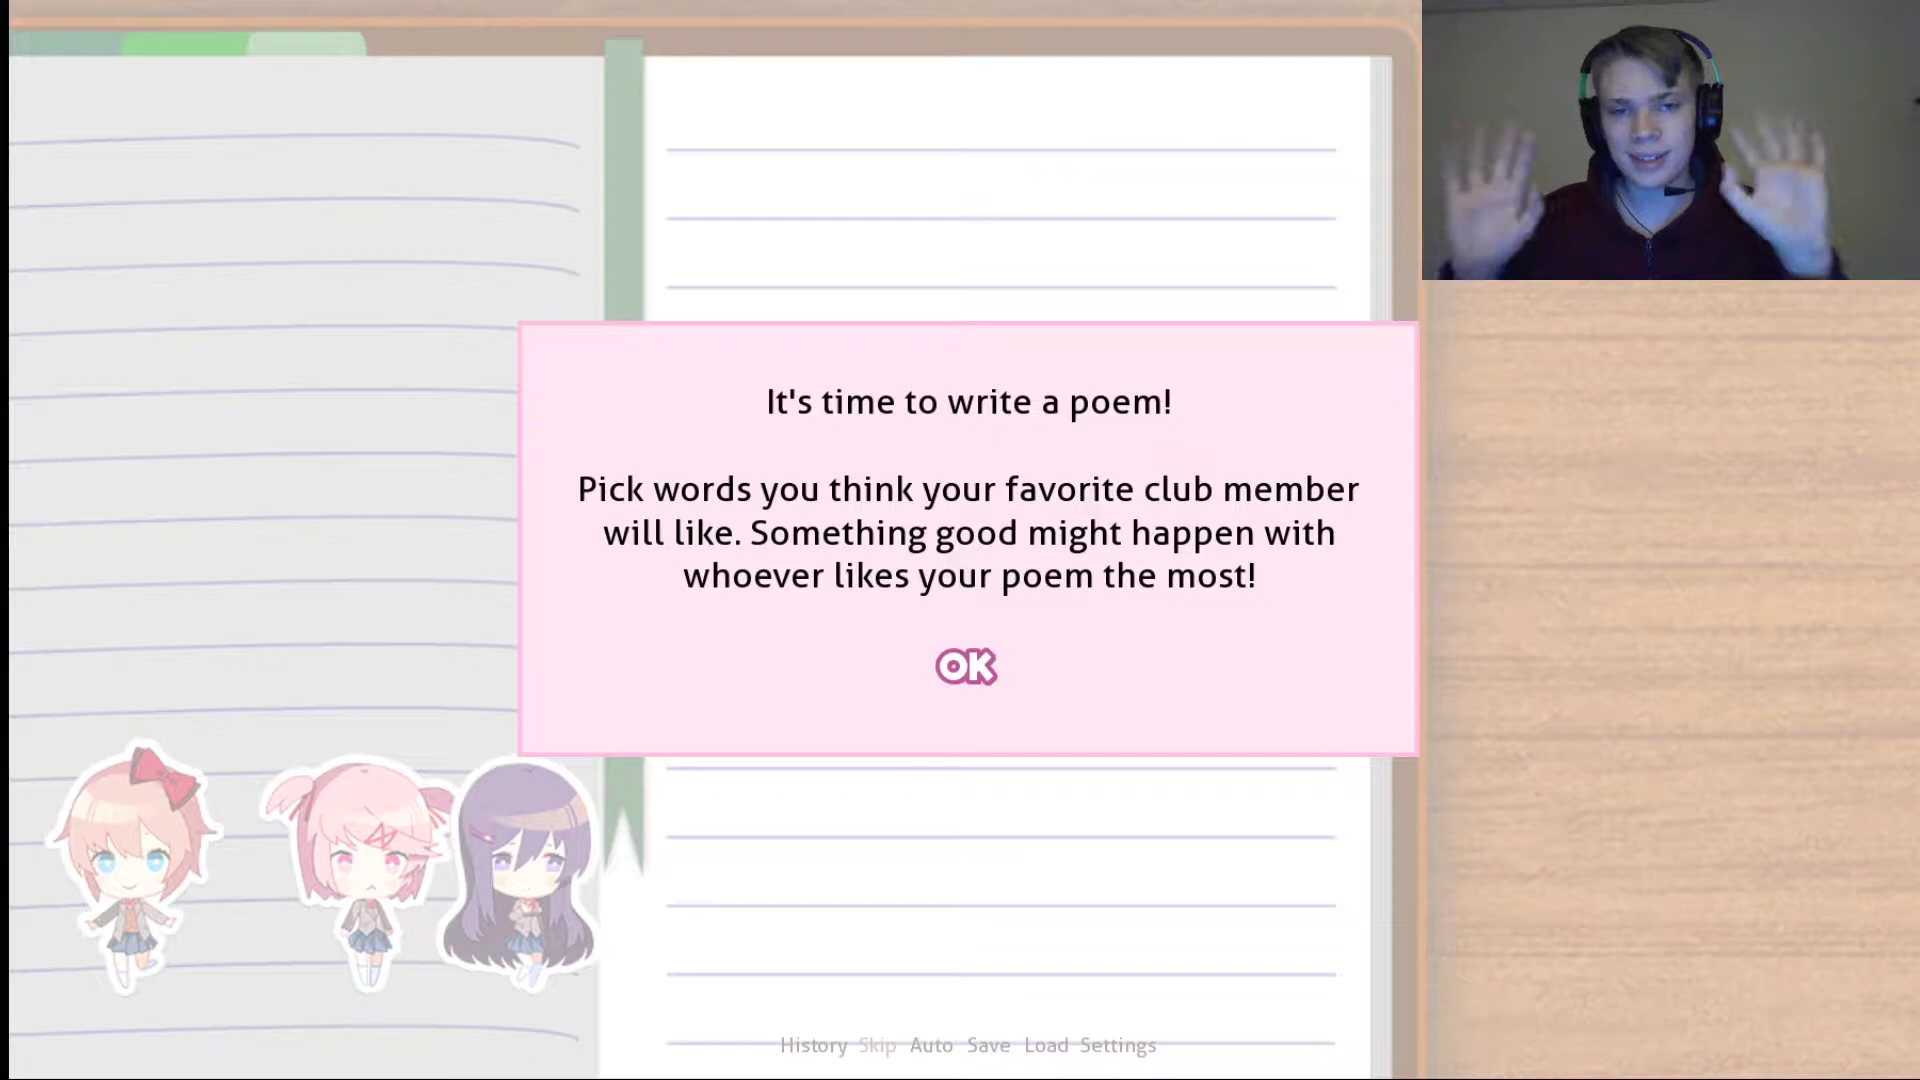 It's time to write a poem!
Pick words you think your favorite club member
will like. Something good might happen with
whoever likes your poem the most!
OK
History Skip Auto Save Load Settings